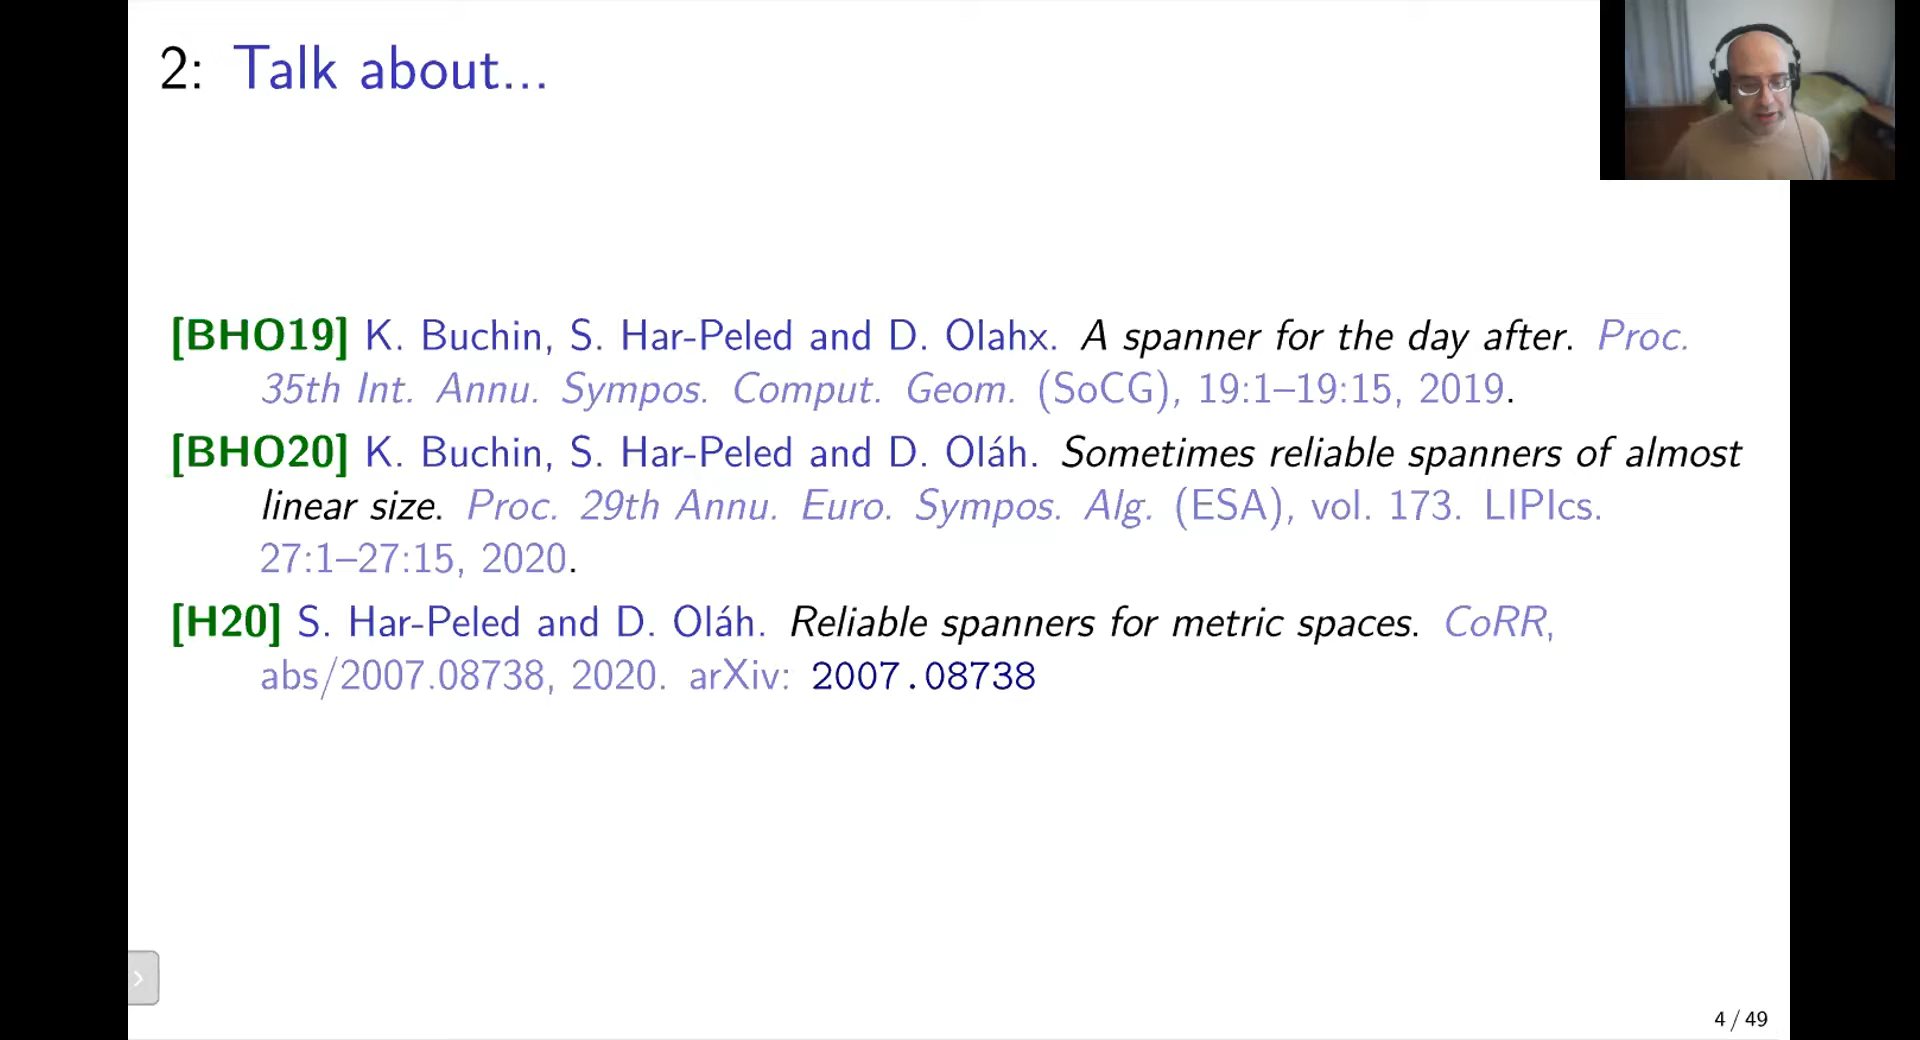 2: Talk about...
[BHO19] K. Buchin, S. Har-Peled and D. Olahx. A spanner for the day after. Proc.
35th Int. Annu. Sympos. Comput. Geom. (SoCG), 19:1–19:15, 2019.
[BHO20] K. Buchin, S. Har-Peled and D. Oláh. Sometimes reliable spanners of almost
linear size. Proc. 29th Annu. Euro. Sympos. Alg. (ESA), vol. 173. LIPIcs.
27:1–27:15, 2020.
[H20] S. Har-Peled and D. Oláh. Reliable spanners for metric spaces. CoRR,
abs/2007.08738, 2020. arXiv: 2007.08738
4 / 49